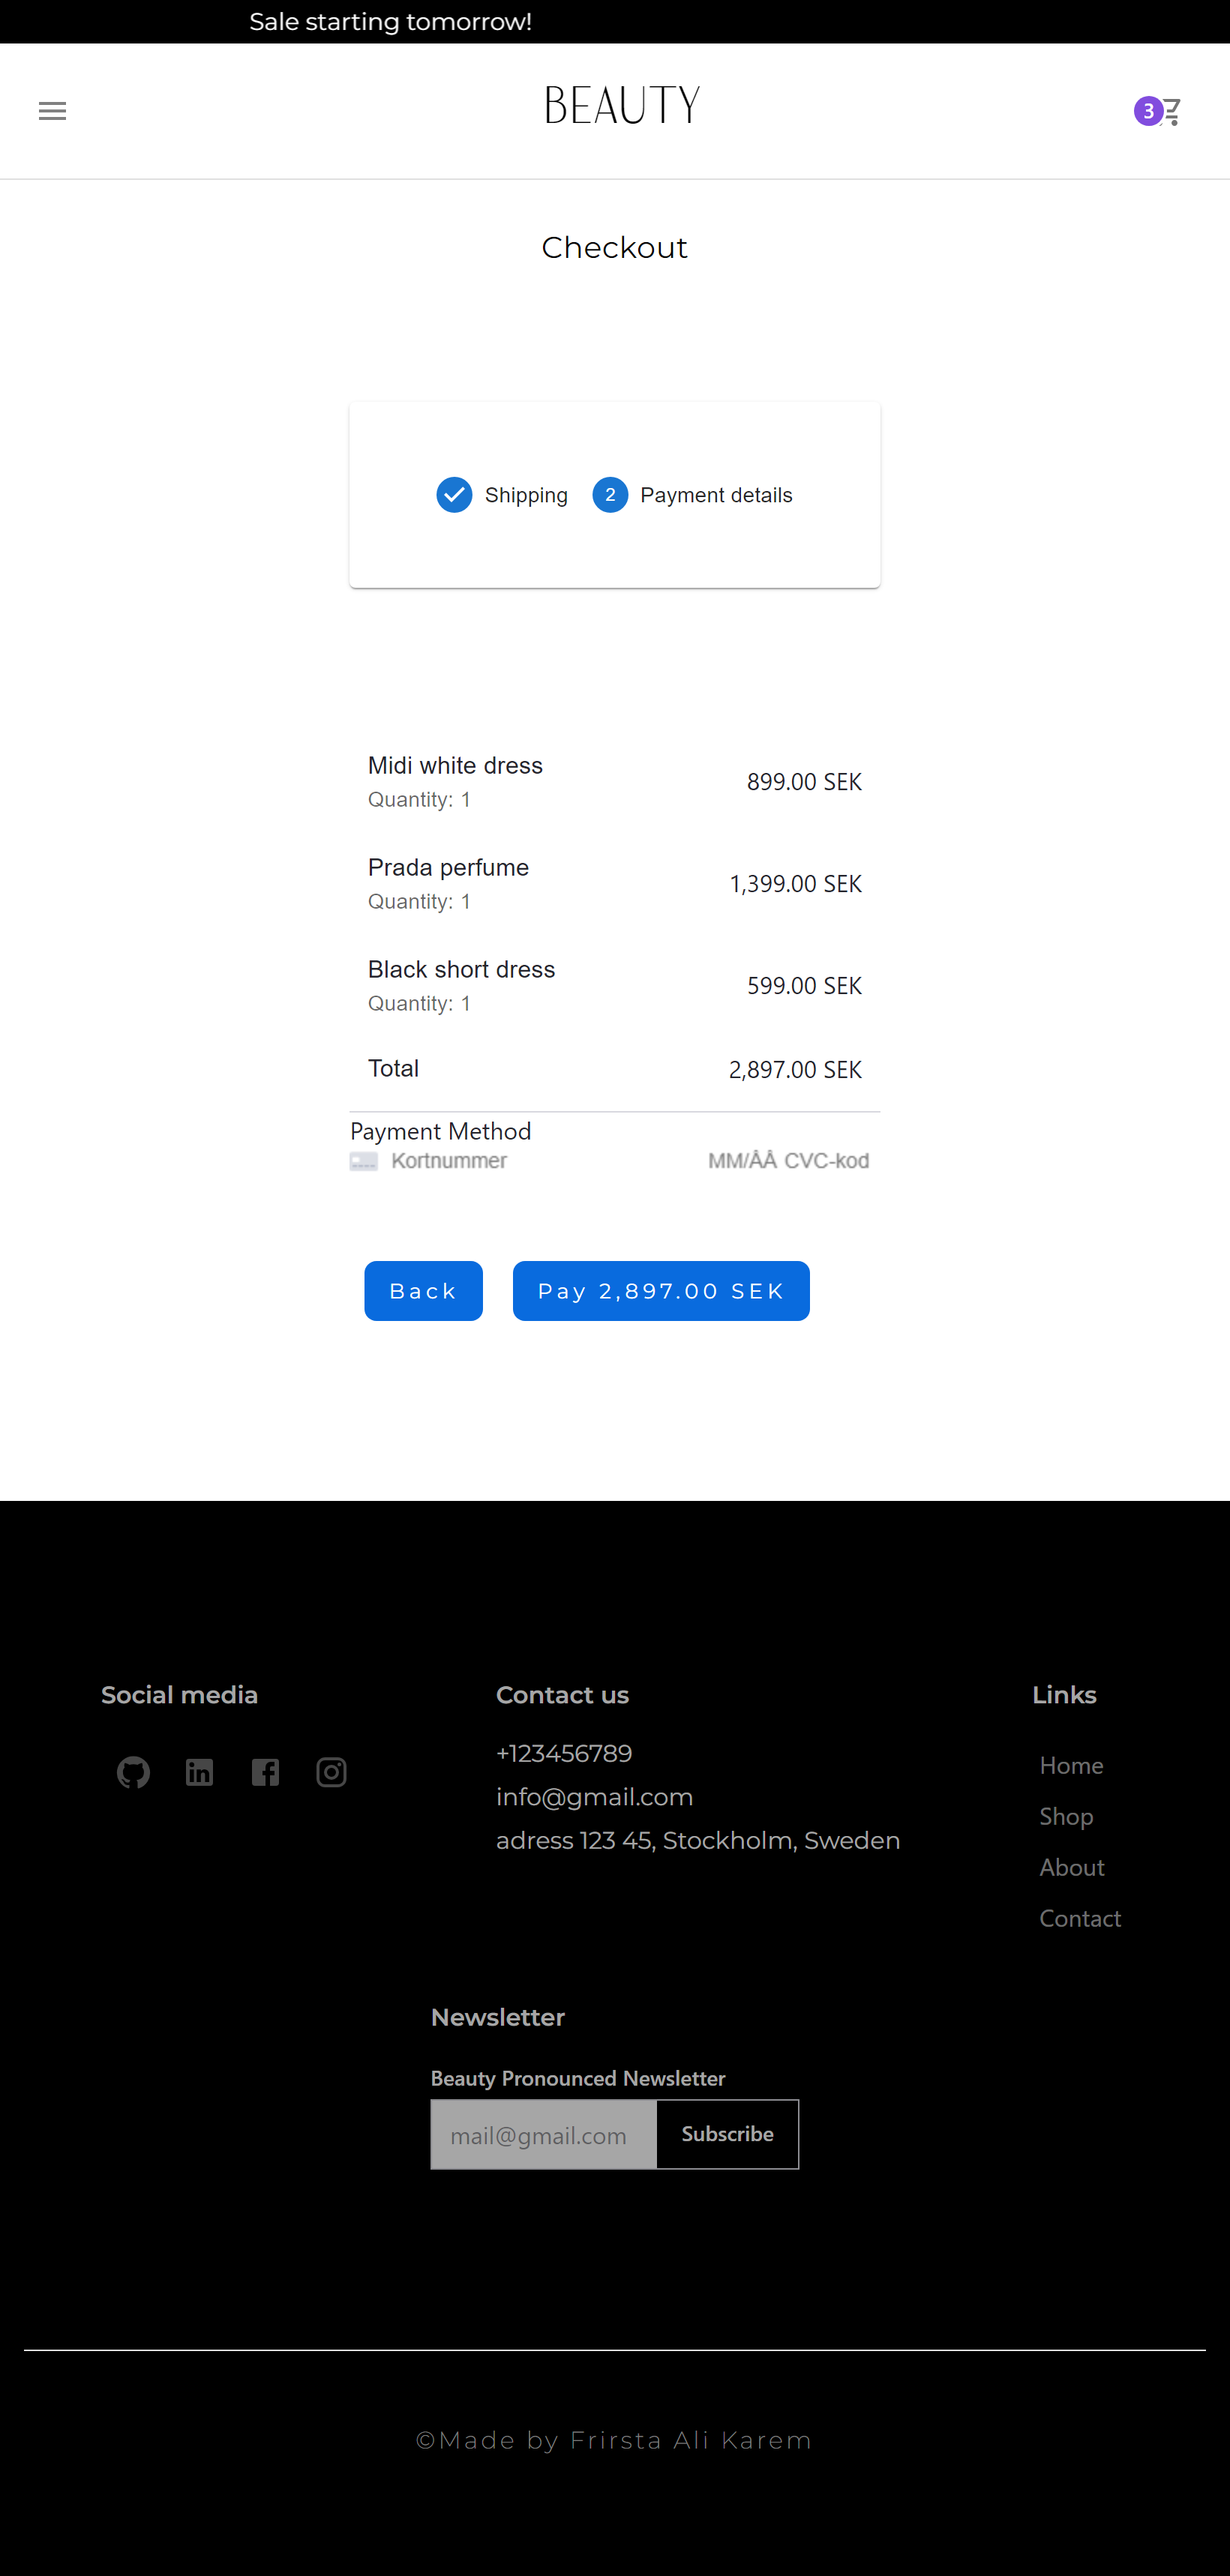 Sale starting tomorrow!
BEAUTY
3
Checkout
Shipping 2 Payment details
Midi white dress
Quantity: 1
899.00 SEK
Prada perfume
Quantity: 1
1,399.00 SEK
Black short dress
Quantity: 1
599.00 SEK
Total 2,897.00 SEK
Payment Method
Kortnummer MM/ÅÅ CVC-kod
Back Pay 2,897.00 SEK
Social media
Contact us
+123456789
info@gmail.com
adress 123 45, Stockholm, Sweden
Links
Home
Shop
About
Contact
Newsletter
Beauty Pronounced Newsletter
mail@gmail.com Subscribe
©Made by Frirsta Ali Karem